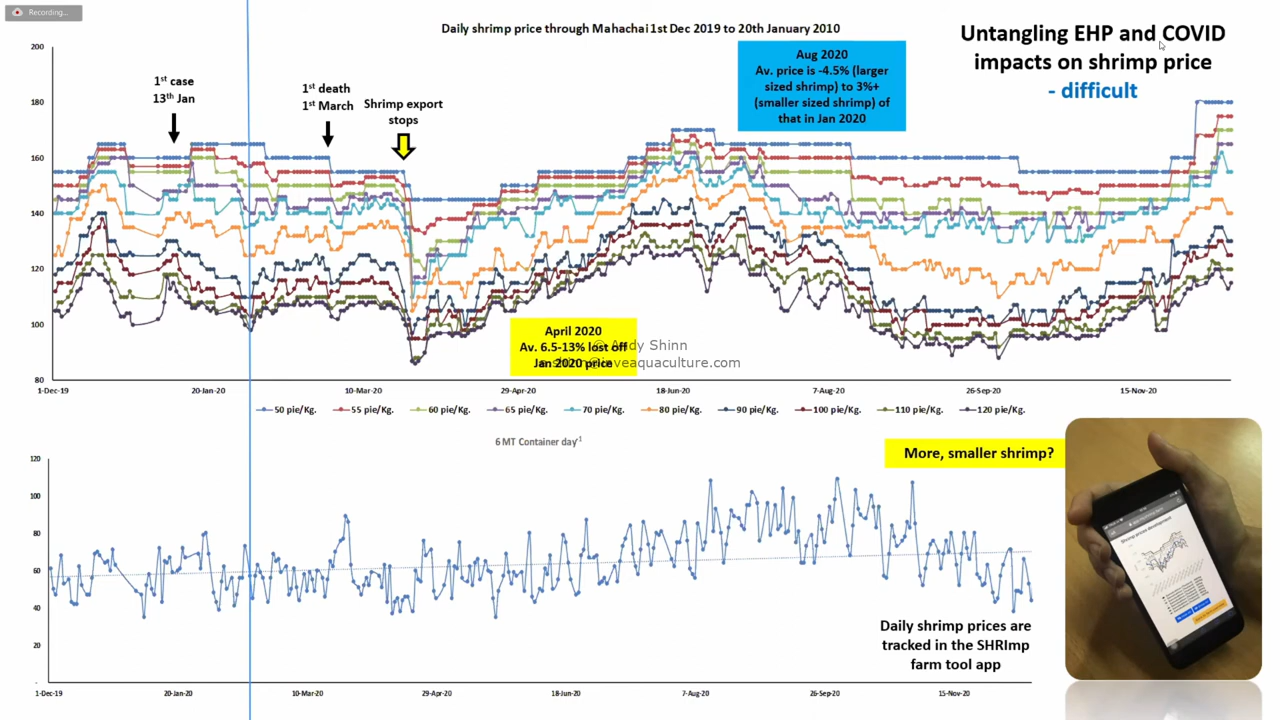 Recording...
Daily shrimp price through Mahachai 1st Dec 2019 to 20th January 2010
Untangling EHP and COVID
impacts on shrimp price
- difficult
Aug 2020
Av. price is -4.5% (larger
sized shrimp) to 3%+
(smaller sized shrimp) of
that in Jan 2020
1st case
13th Jan
1st death
1st March
Shrimp export
stops
200
180
160
140
120
100
80
April 2020
Av. 6.5-13% lost off
Jan 2020 price
© Andy Shinn
1-Dec-19 20-Jan-20 10-Mar-20 29-Apr-20 18-Jun-20 7-Aug-20 26-Sep-20 15-Nov-20
50 pie/Kg. 55 pie/Kg. 60 pie/Kg. 65 pie/Kg. 70 pie/Kg. 80 pie/Kg. 90 pie/Kg. 100 pie/Kg. 110 pie/Kg. 120 pie/Kg.
6 MT Container day-1
More, smaller shrimp?
120
100
80
60
40
20
-
1-Dec-19 20-Jan-20 10-Mar-20 29-Apr-20 18-Jun-20 7-Aug-20 26-Sep-20 15-Nov-20
Daily shrimp prices are
tracked in the SHRImp
farm tool app